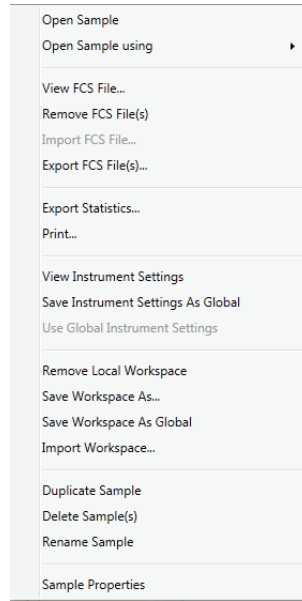 Open Sample
Open Sample using
View FCS File...
Remove FCS File(s)
Import FCS File...
Export FCS File(s)...
Export Statistics...
Print...
View Instrument Settings
Save Instrument Settings As Global
Use Global Instrument Settings
Remove Local Workspace
Save Workspace As...
Save Workspace As Global
Import Workspace...
Duplicate Sample
Delete Sample(s)
Rename Sample
Sample Properties